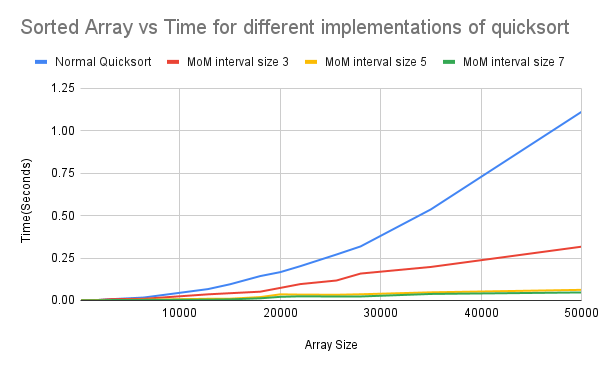 Sorted Array vs Time for different implementations of quicksort
Normal Quicksort MoM interval size 3 MoM interval size 5 MoM interval size 7
1.25
1.00
0.75
0.50
0.25
0.00
Time(Seconds)
10000 20000 30000 40000 50000
Array Size